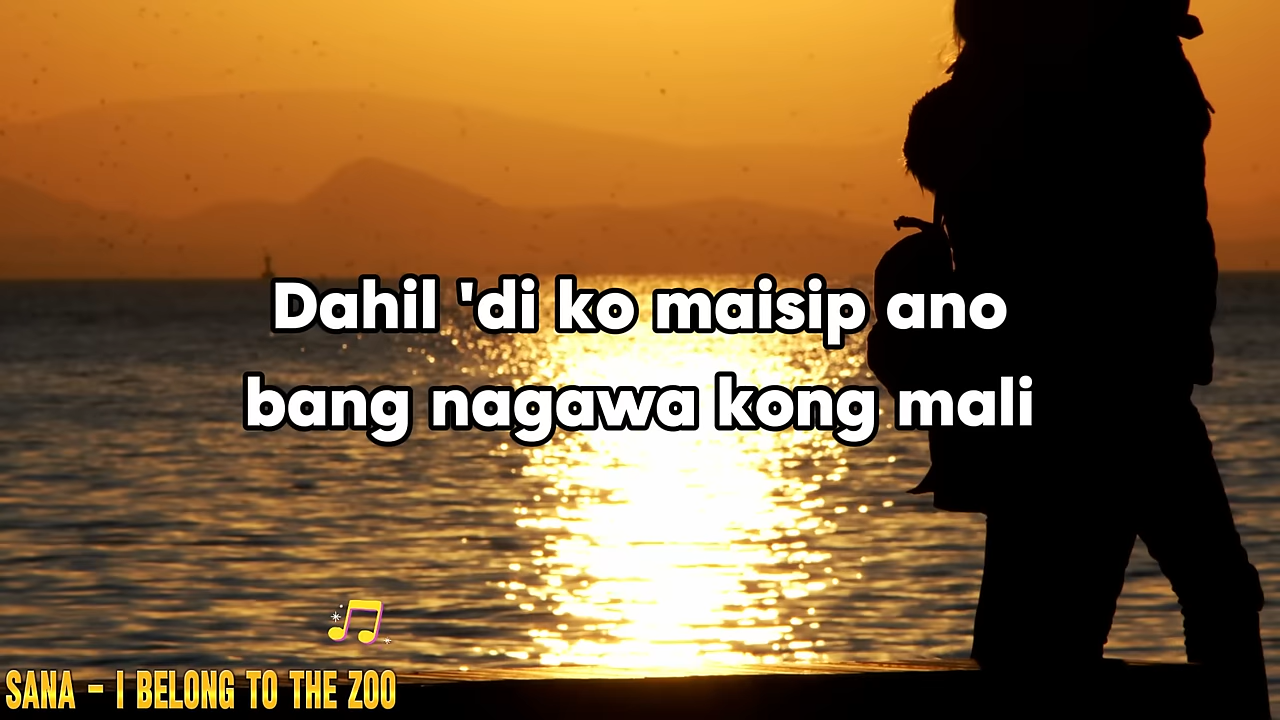 Dahil 'di ko maisip ano
bang nagawa kong mali
SANA - I BELONG TO THE ZOO